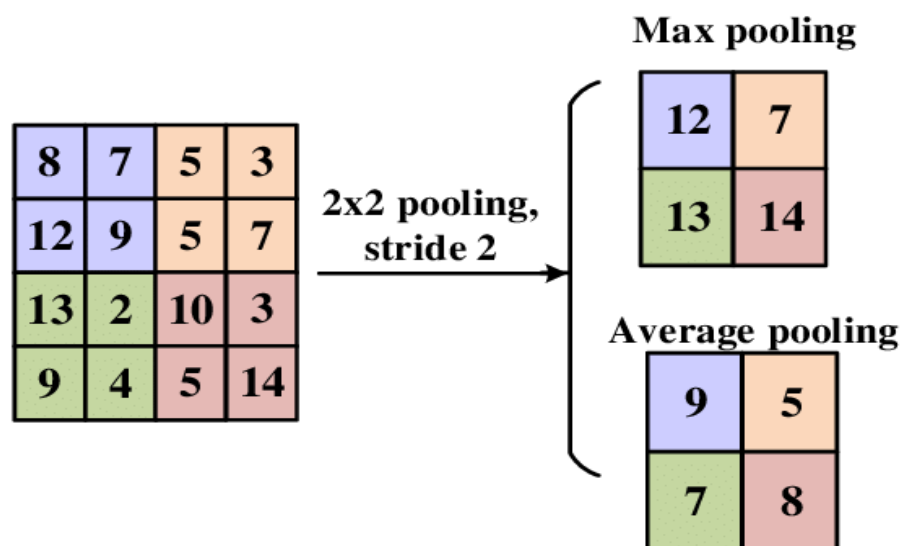 Max pooling
12 7
13 14
8 7 5 3
12 9 5 7
13 2 10 3
9 4 5 14
2x2 pooling,
stride 2
Average pooling
9 5
7 8